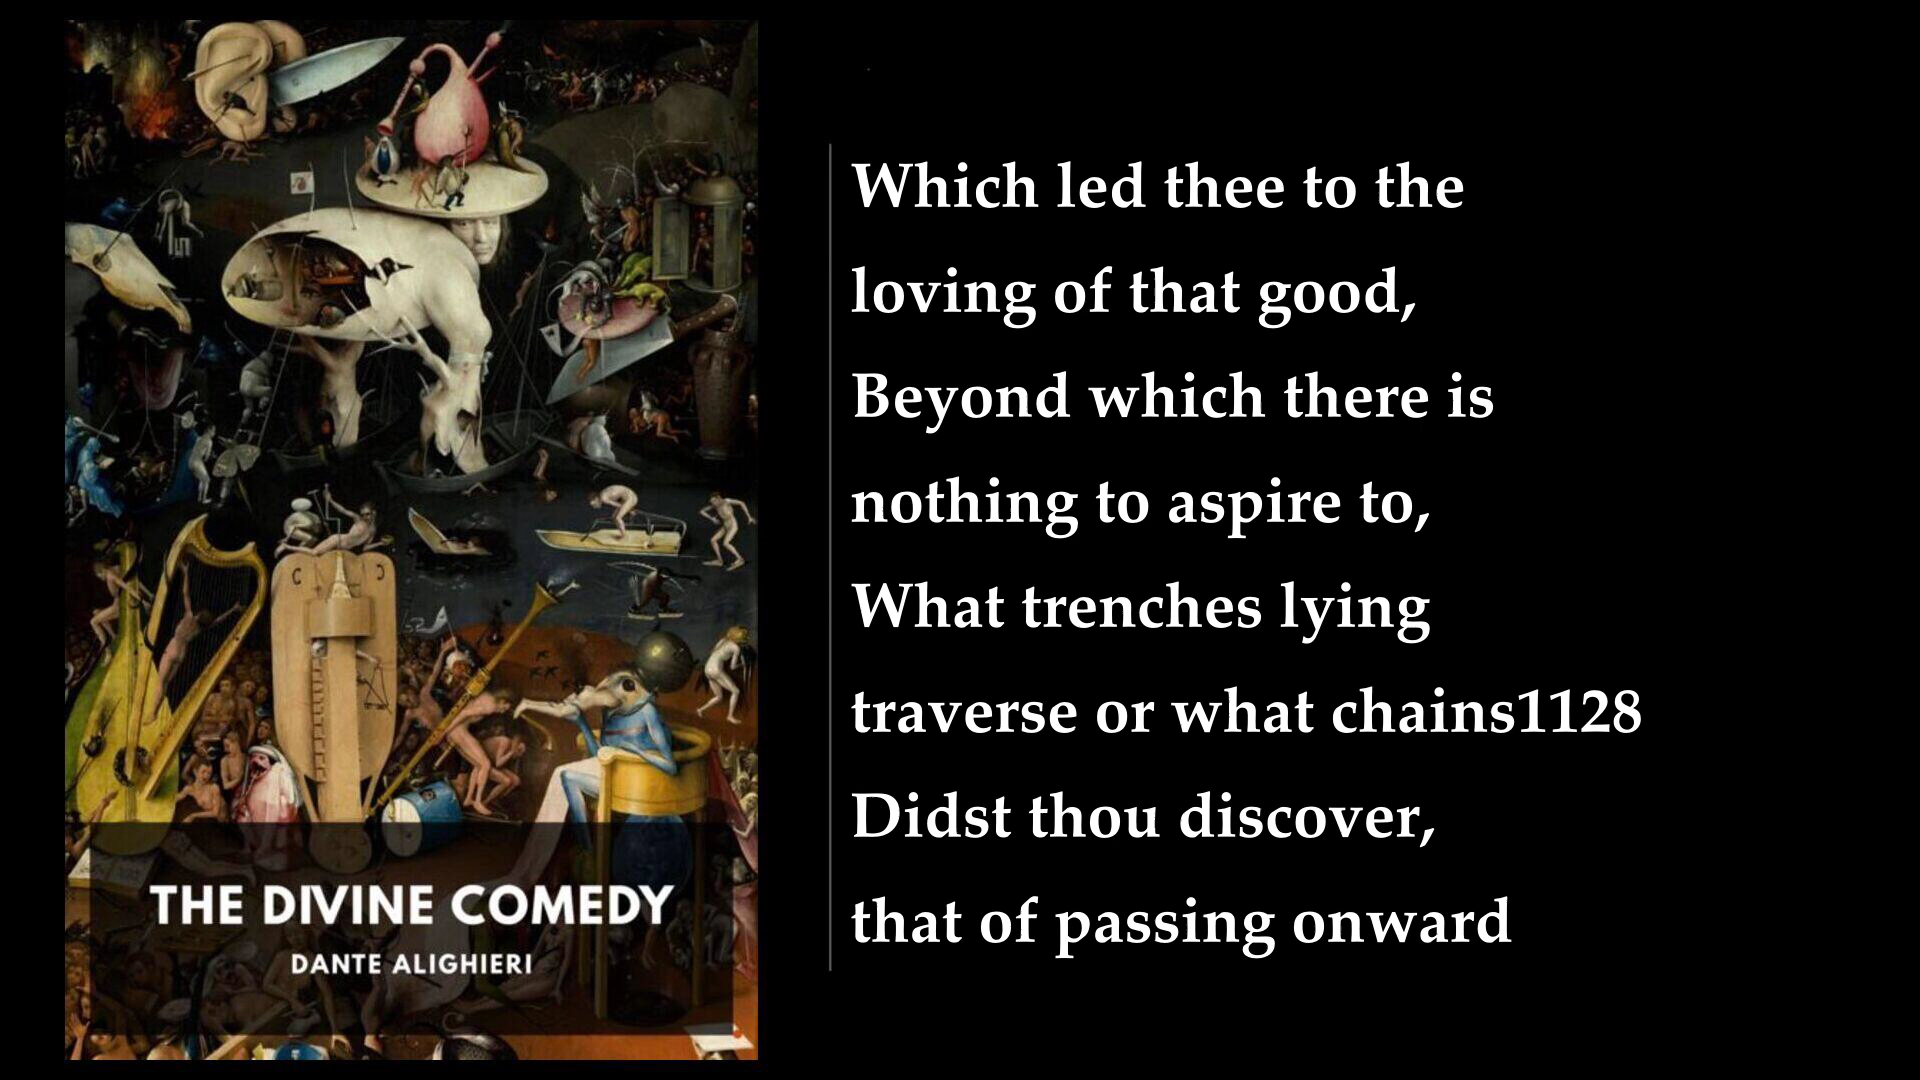 THE DIVINE COMEDY
DANTE ALIGHIERI
Which led thee to the
loving of that good,
Beyond which there is
nothing to aspire to,
What trenches lying
traverse or what chains1128
Didst thou discover,
that of passing onward